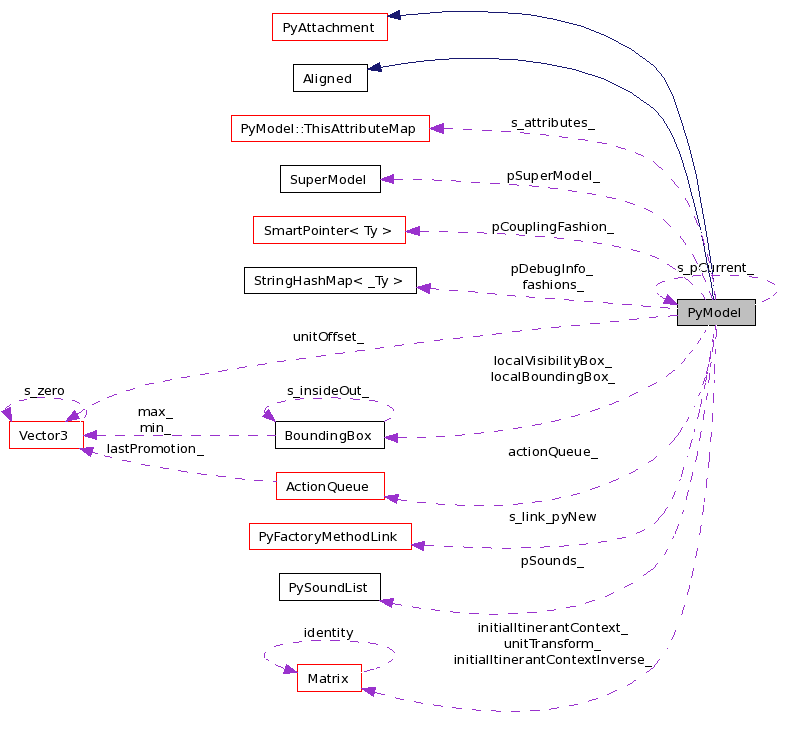 PyAttachment
Aligned
PyModel::ThisAttributeMap
s_attributes_
SuperModel
pSuperModel_
SmartPointer< Ty >
pCouplingFashion_
StringHashMap< _Ty >
pDebugInfo_
fashions_
s_pCurrent_
PyModel
unitOffset_
localVisibilityBox_
localBoundingBox_
s_zero
Vector3
max_
min_
s_insideOut_
BoundingBox
lastPromotion_
ActionQueue
actionQueue_
PyFactoryMethodLink
s_link_pyNew
PySoundList
pSounds_
identity
Matrix
initialItinerantContext_
unitTransform_
initialItinerantContextInverse_